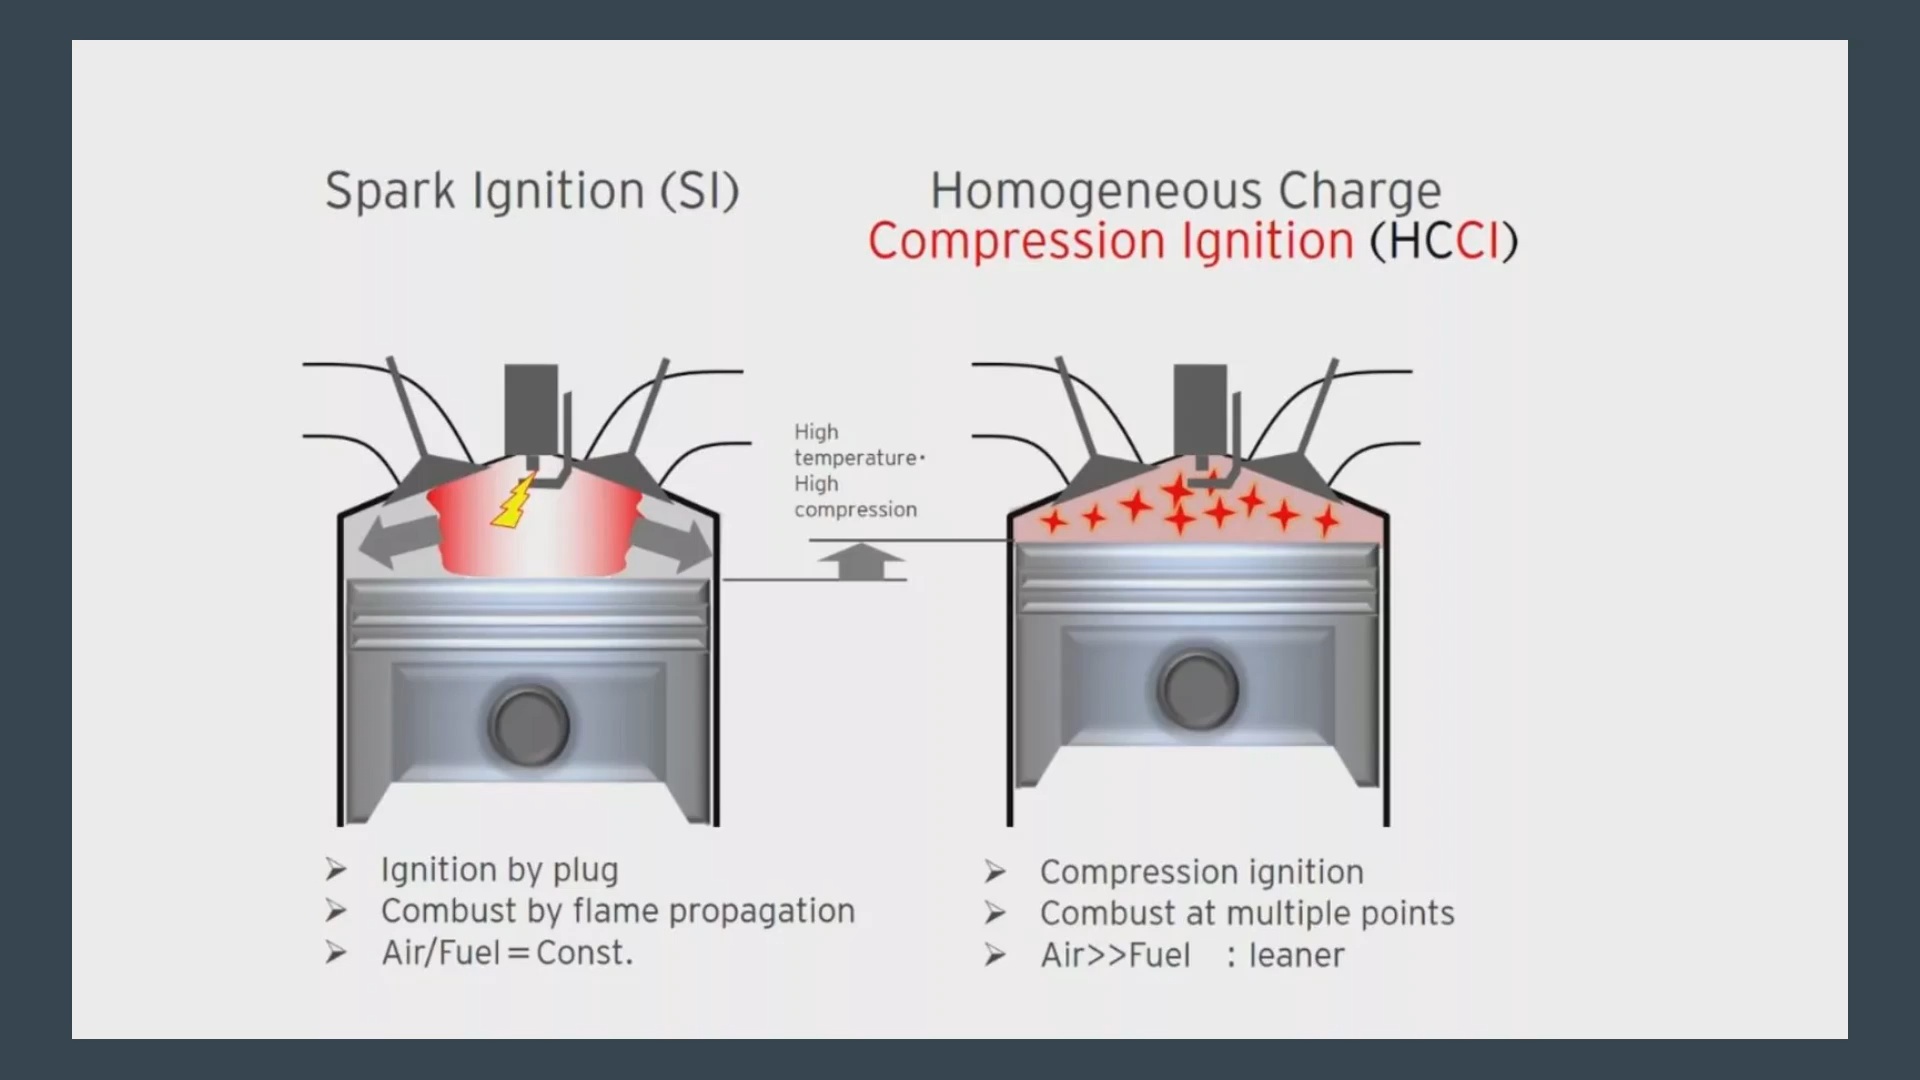 Spark Ignition (SI)
Homogeneous Charge
Compression Ignition (HCCI)
High
temperature・
High
compression
➢ Ignition by plug
➢ Combust by flame propagation
➢ Air/Fuel = Const.
➢ Compression ignition
➢ Combust at multiple points
➢ Air>>Fuel : leaner